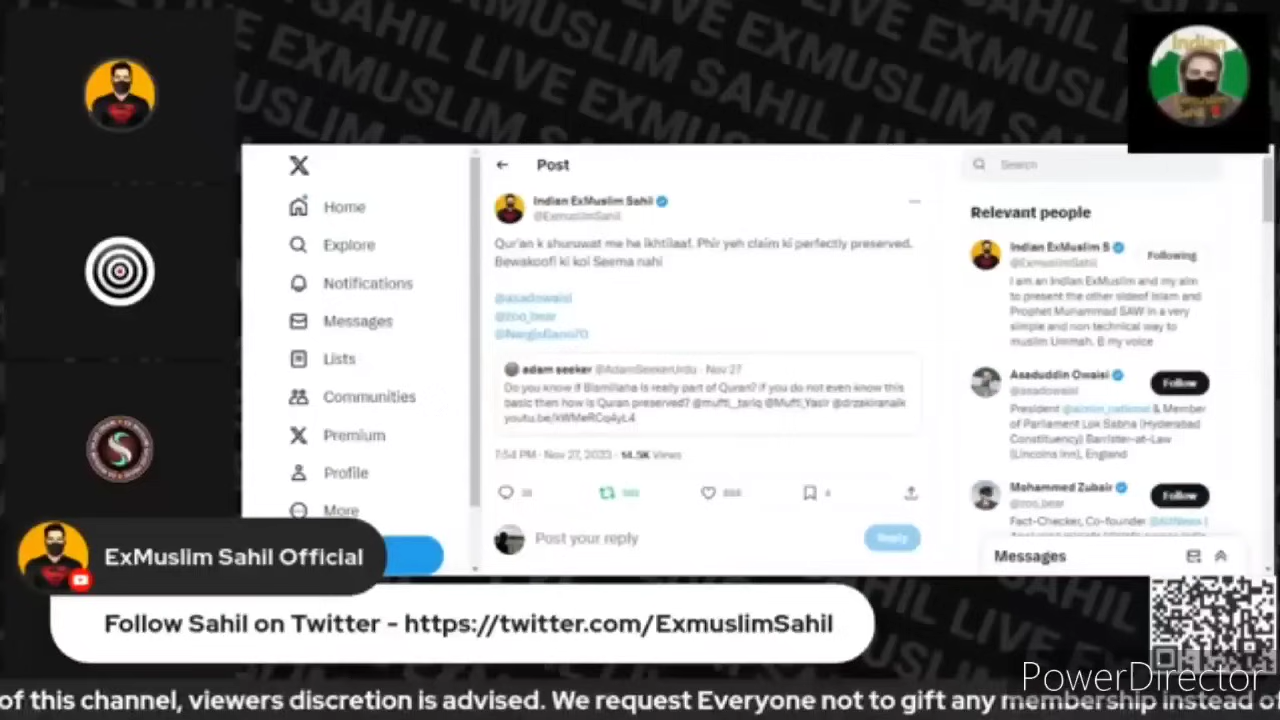 SAHIL LIVE EXMUSLIM SAHIL LIVE EXMUSLIM
Indian
X
Home
Explore
Notifications
Messages
Lists
Communities
Premium
Profile
More
Post
Indian ExMuslim Sahil
@ExmuslimSahil
Qur'an k shuruwat me he ikhtilaaf. Phir yeh claim ki perfectly preserved.
Bewakoofi ki koi Seema nahi
@asadowaisi
@zoo_bear
@NargisBano70
adam seeker @AdamSeekerUrdu · Nov 27
Do you know if Bismillaha is really part of Quran? if you do not even know this
basic then how is Quran preserved? @mufti_tariq @Mufti_Yasir @drzakiranaik
youtu.be/kWMeRCq4yL4
7:54 PM · Nov 27, 2023 · 14.5K Views
Post your reply
Reply
Search
Relevant people
Indian ExMuslim S
@ExmuslimSahil
Following
I am an Indian ExMuslim and my aim
to present the other sideof Islam and
Prophet Muhammad SAW in a very
simple and non technical way to
muslim Ummah. B my voice
Asaduddin Owaisi
@asadowaisi
Follow
President @aimim_national & Member
of Parliament Lok Sabha (Hyderabad
Constituency) Barrister-at-Law
(Lincolns Inn), England
Mohammed Zubair
@zoo_bear
Follow
Fact-Checker, Co-founder @AltNews |
Messages
ExMuslim Sahil Official
Follow Sahil on Twitter - https://twitter.com/ExmuslimSahil
PowerDirector
of this channel, viewers discretion is advised. We request Everyone not to gift any membership instead of